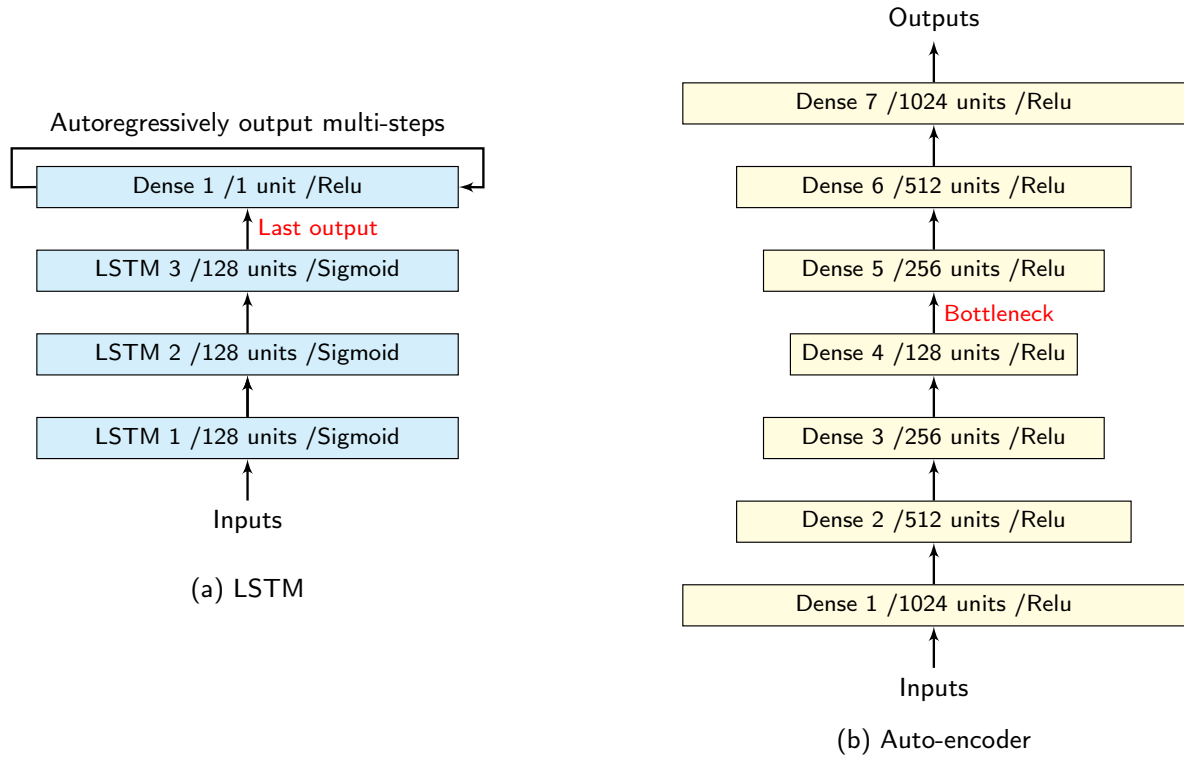 Autoregressively output multi-steps
Dense 1 /1 unit /Relu
Last output
LSTM 3 /128 units /Sigmoid
LSTM 2 /128 units /Sigmoid
LSTM 1 /128 units /Sigmoid
Inputs
(a) LSTM
Outputs
Dense 7 /1024 units /Relu
Dense 6 /512 units /Relu
Dense 5 /256 units /Relu
Bottleneck
Dense 4 /128 units /Relu
Dense 3 /256 units /Relu
Dense 2 /512 units /Relu
Dense 1 /1024 units /Relu
Inputs
(b) Auto-encoder